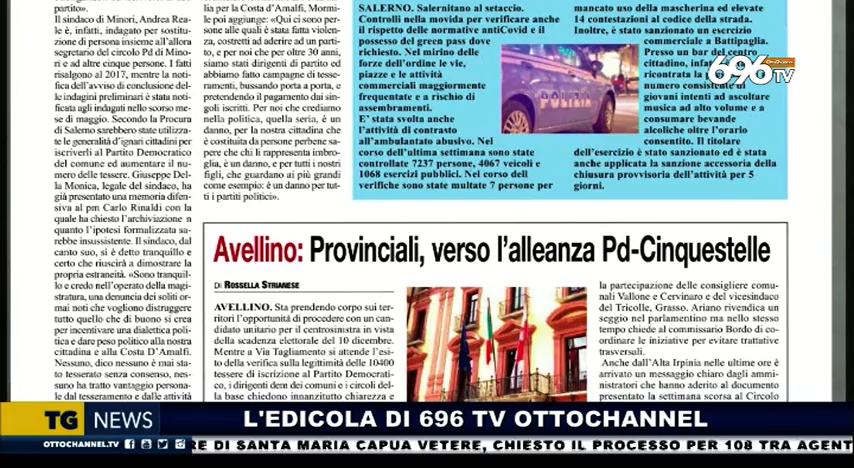 partito».
Il sindaco di Minori, Andrea Rea-
le è, infatti, indagato per sosti-
tuzione di persona insieme all'allora
segretario del circolo Pd di Mino-
ri e ad altre cinque persone. I fatti
risalgono al 2017, mentre la noti-
fica dell'avviso di conclusione del-
le indagini preliminari è stata noti-
ficata agli indagati nello scorso me-
se di maggio. Secondo la Procura
di Salerno sarebbero state utilizza-
te le generalità d'ignari cittadini per
iscriverli al Partito Democratico
del comune ed aumentare il nu-
mero delle tessere. Giuseppe Del-
la Monica, legale del sindaco, ha
già presentato una memoria difen-
siva al pm Carlo Rinaldi con la
quale ha chiesto l'archiviazione n
quanto l'ipotesi formalizzata sa-
rebbe insussistente. Il sindaco, dal
canto suo, si è detto tranquillo e
certo che riuscirà a dimostrare la
propria estraneità. «Sono tranquil-
lo e credo nell'operato della magi-
stratura, una denuncia dei soliti or-
mai noti che vogliono distruggere
tutto quello che di buono si crea
per incentivare una dialettica poli-
tica e dare peso politico alla nostra
cittadina e alla Costa D'Amalfi.
Nessuno, dico nessuno è mai sta-
to tesserato senza consenso, nes-
suno ha tratto vantaggio personale
dal tesseramento e dalle attività
lia per la Costa d'Amalfi, Mormi-
le poi aggiunge: «Qui ci sono per-
sone alle quali è stata fatta violen-
za, costretti ad aderire ad un parti-
to, e per noi che per oltre 30 anni,
siamo stati dirigenti di partito ed
abbiamo fatto campagne di tesse-
ramenti, bussando porta a porta, e
pretendendo il pagamento dai sin-
goli iscritti. Per noi che crediamo
nella politica, quella seria, è un
danno, per la nostra cittadina che
è costituita da persone perbene sa-
pere che chi li rappresenta imbro-
glia, è un danno, e per tutti i nostri
figli, che guardano ai più grandi
come esempio: è un danno per tut-
ti i partiti politici».
SALERNO. Salernitano al setaccio.
Controlli nella movida per verificare anche
il rispetto delle normative antiCovid e il
possesso del green pass dove
richiesto. Nel mirino delle
forze dell'ordine le vie,
piazze e le attività
commerciali maggiormente
frequentate e a rischio di
assembramenti.
E' stata svolta anche
l'attività di contrasto
all'ambulantato abusivo. Nel
corso dell'ultima settimana sono state
controllate 7237 persone, 4067 veicoli e
1068 esercizi pubblici. Nel corso dell
verifiche sono state multate 7 persone per
mancato uso della mascherina ed elevate
14 contestazioni al codice della strada.
Inoltre, è stato sanzionato un esercizio
commerciale a Battipaglia.
Presso un bar del centro
cittadino, infat
ricontrata la
numero consistente di
giovani intenti ad ascoltare
musica ad alto volume e a
consumare bevande
alcoliche oltre l'orario
consentito. Il titolare
dell'esercizio è stato sanzionato ed è stata
anche applicata la sanzione accessoria della
chiusura provvisoria dell'attività per 5
giorni.
POLIZIA
696 TV
Avellino: Provinciali, verso l'alleanza Pd-Cinquestelle
DI ROSSELLA STRIANESE
AVELLINO. Sta prendendo corpo sui ter-
ritori l'opportunità di procedere con un can-
didato unitario per il centrosinistra in vista
della scadenza elettorale del 10 dicembre.
Mentre a Via Tagliamento si attende l'esi-
to della verifica sulla legittimità delle 10400
tessere di iscrizione al Partito Democrati-
co, i dirigenti dem dei comuni e i circoli del-
la base chiedono innanzitutto chiarezza e
la partecipazione delle consigliere comu-
nali Vallone e Cervinaro e del vicesindaco
del Tricolle, Grasso. Ariano rivendica un
seggio nel parlamentino ma nello stesso
tempo chiede al commissario Bordo di co-
ordinare le iniziative per evitare trattative
trasversali.
Anche dall'Alta Irpinia nelle ultime ore è
arrivato un messaggio chiaro dagli ammi-
nistratori che hanno aderito al documento
presentato la settimana scorsa al Circolo
TG NEWS
L'EDICOLA DI 696 TV OTTOCHANNEL
OTTOCHANNEL.TV
RE DI SANTA MARIA CAPUA VETERE, CHIESTO IL PROCESSO PER 108 TRA AGENT